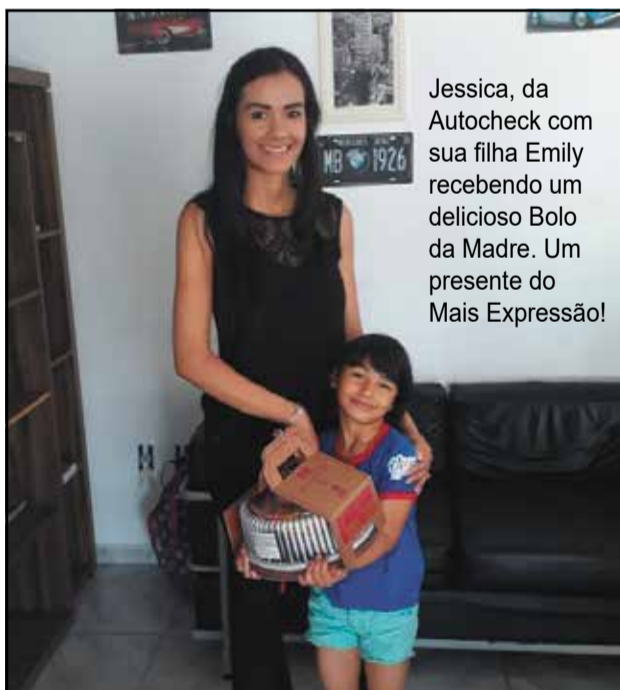 Jessica, da
Autocheck com
sua filha Emily
recebendo um
delicioso Bolo
da Madre. Um
presente do
Mais Expressão!
MB 1926